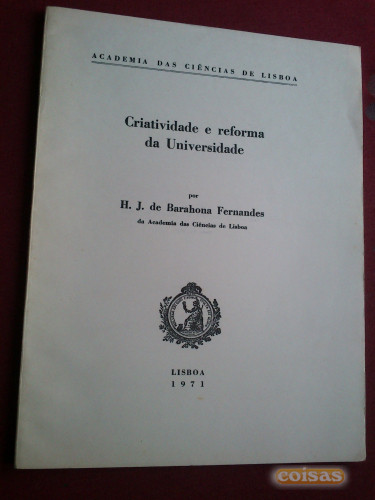 ACADEMIA DAS CIÊNCIAS DE LISBOA
Criatividade e reforma
da Universidade
por
H. J. de Barahona Fernandes
da Academia das Ciências de Lisboa
LISBOA
1971
coisas